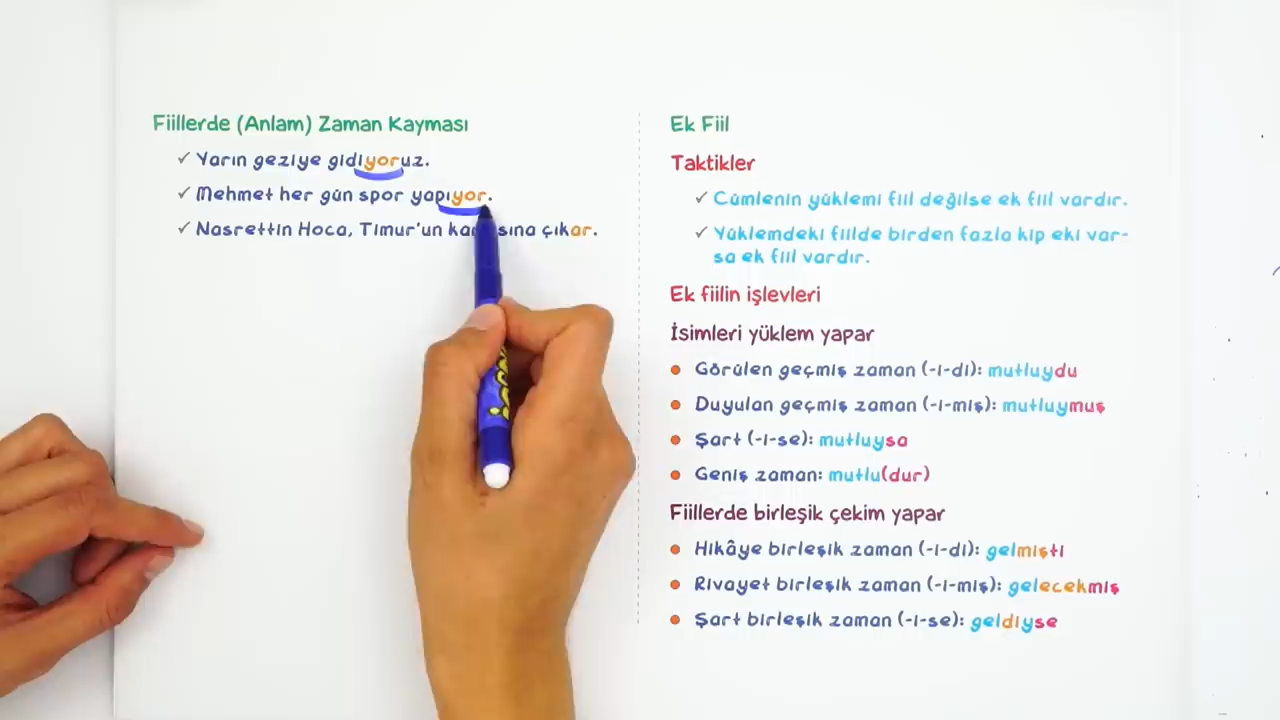 Fiillerde (Anlam) Zaman Kayması
✓ Yarın geziye gidiyoruz.
✓ Mehmet her gün spor yapıyor.
✓ Nasrettin Hoca, Timur'un sına çıkar.
Ek Fiil
Taktikler
✓ Cümlenin yüklemi fiil değilse ek fiil vardır.
✓ Yüklemdeki fiilde birden fazla kip eki var-
sa ek fiil vardır.
Ek fiilin işlevleri
İsimleri yüklem yapar
• Görülen geçmiş zaman (-i-di): mutluydu
• Duyulan geçmiş zaman (-i-miş): mutluymuş
• Şart (-i-se): mutluysa
• Geniş zaman: mutlu(dur)
Fiillerde birleşik çekim yapar
• Hikâye birleşik zaman (-i-di): gelmişti
• Rivayet birleşik zaman (-i-miş): gelecekmiş
• Şart birleşik zaman (-i-se): geldiyse